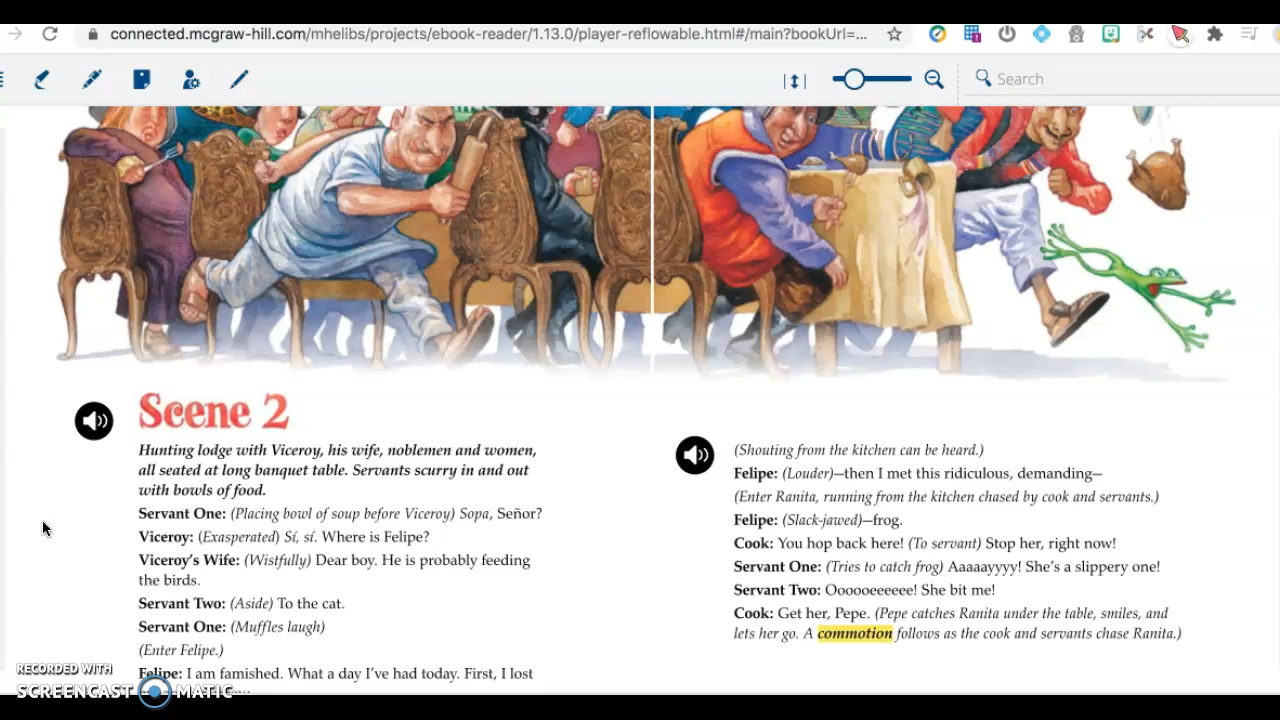 connected.mcgraw-hill.com/mhelibs/projects/ebook-reader/1.13.0/player-reflowable.html#/main?bookUrl=...
Search
Scene 2
Hunting lodge with Viceroy, his wife, noblemen and women,
all seated at long banquet table. Servants scurry in and out
with bowls of food.
Servant One: (Placing bowl of soup before Viceroy) Sopa, Señor?
Viceroy: (Exasperated) Sí, sí. Where is Felipe?
Viceroy's Wife: (Wistfully) Dear boy. He is probably feeding
the birds.
Servant Two: (Aside) To the cat.
Servant One: (Muffles laugh)
(Enter Felipe.)
Felipe: I am famished. What a day I've had today. First, I lost
(Shouting from the kitchen can be heard.)
Felipe: (Louder)—then I met this ridiculous, demanding—
(Enter Ranita, running from the kitchen chased by cook and servants.)
Felipe: (Slack-jawed)—frog.
Cook: You hop back here! (To servant) Stop her, right now!
Servant One: (Tries to catch frog) Aaaaayyyy! She's a slippery one!
Servant Two: Oooooeeeeee! She bit me!
Cook: Get her, Pepe. (Pepe catches Ranita under the table, smiles, and
lets her go. A commotion follows as the cook and servants chase Ranita.)
RECORDED WITH
SCREENCAST MATIC